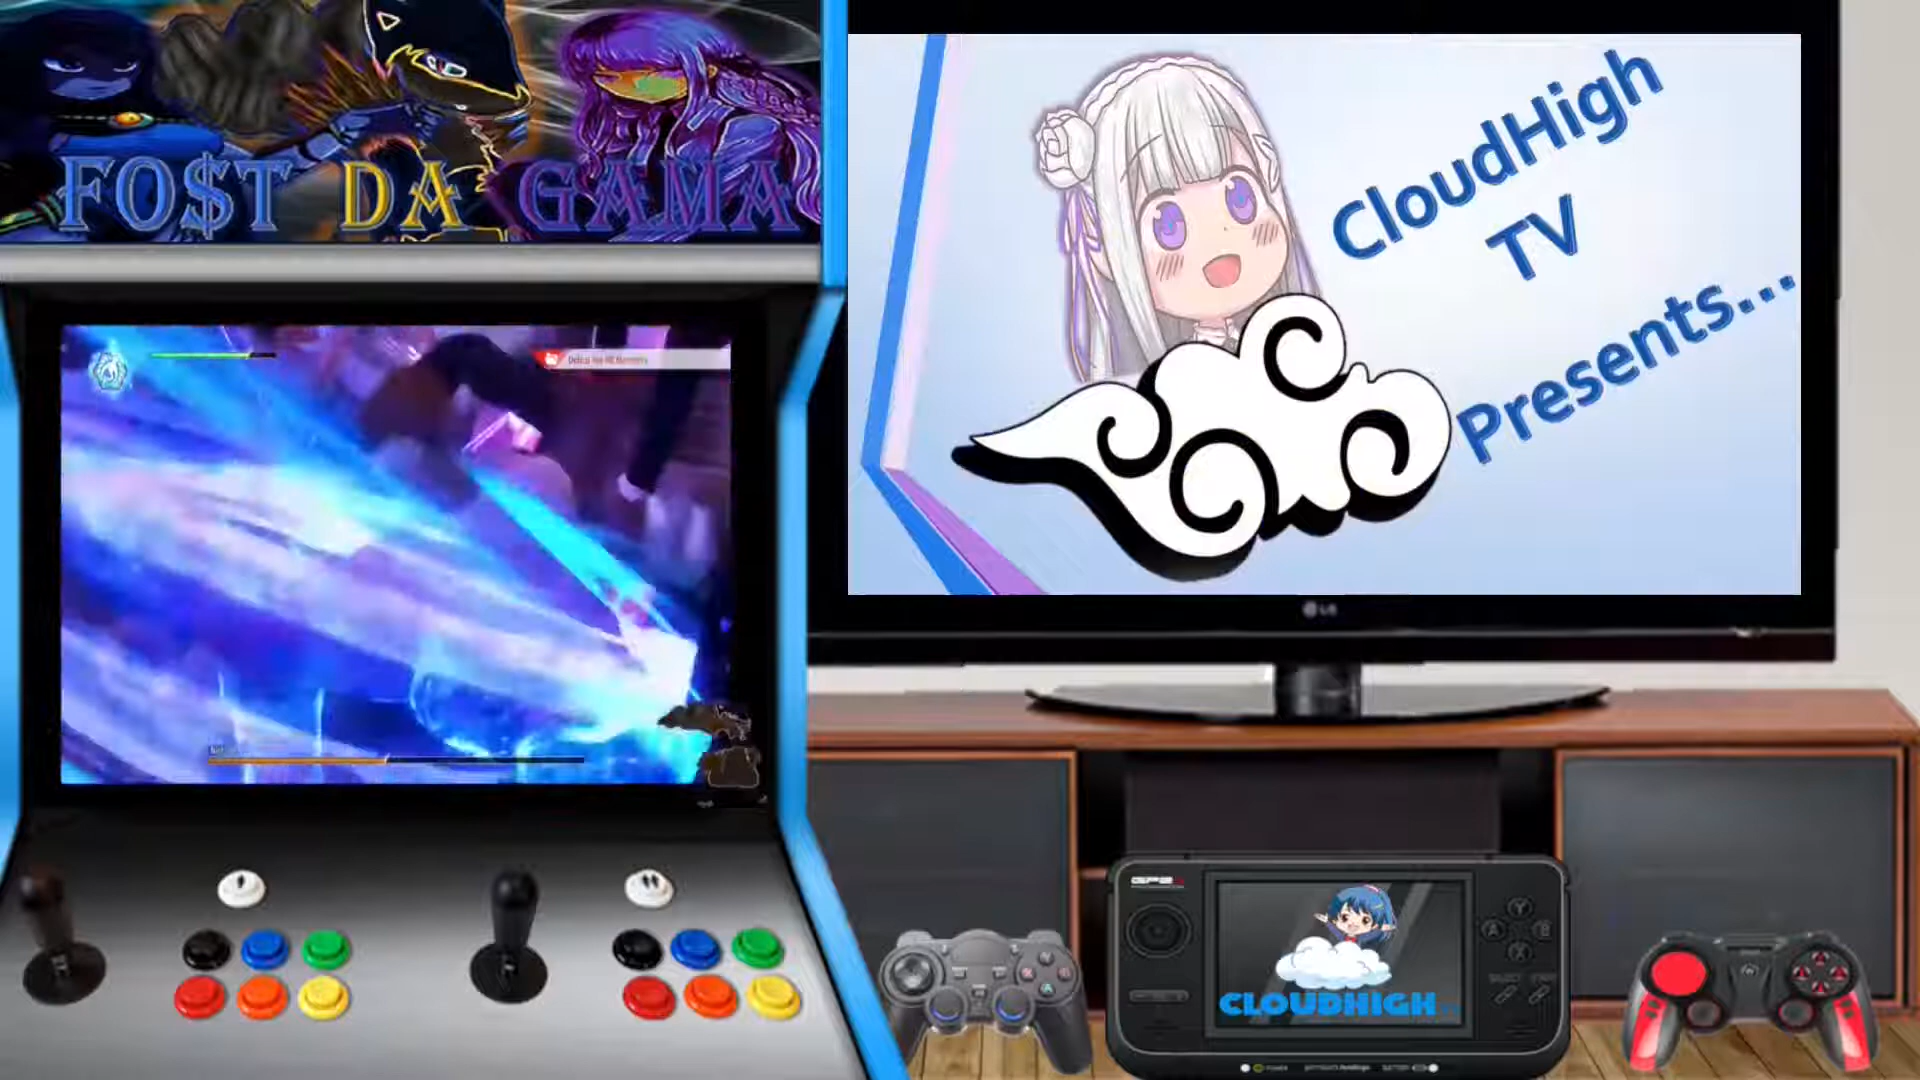 FO$T DA GAMA
CloudHigh
TV
Presents...
LG
Y
A
B
X
CLOUDHIGH